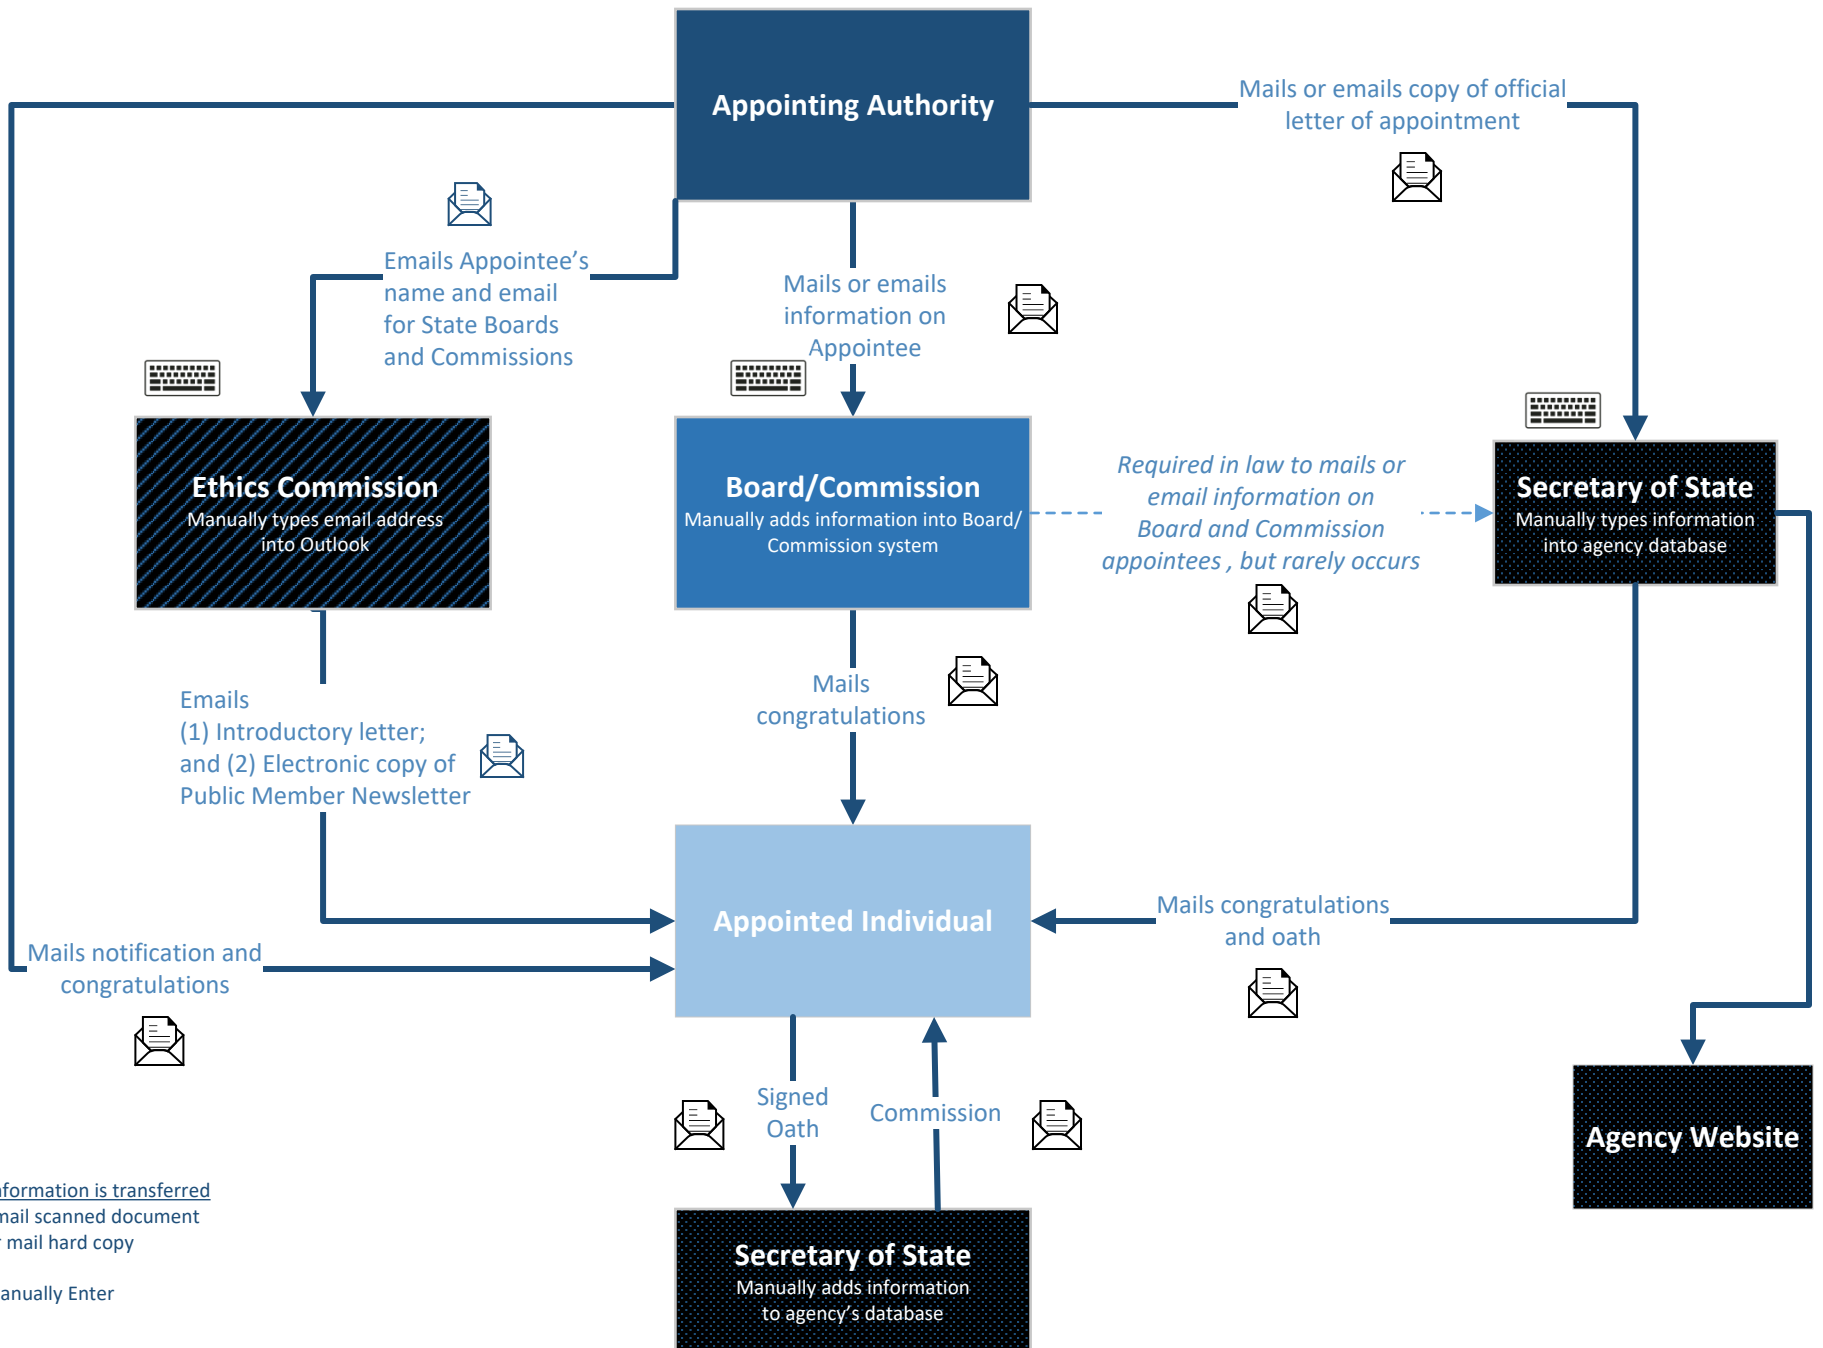 Appointing Authority
Mails or emails copy of official
letter of appointment
Emails Appointee's
name and email
for State Boards
and Commissions
Mails or emails
information on
Appointee
Ethics Commission
Manually types email address
into Outlook
Board/Commission
Manually adds information into Board/
Commission system
Required in law to mails or
email information on
Board and Commission
appointees , but rarely occurs
Secretary of State
Manually types information
into agency database
Emails
(1) Introductory letter;
and (2) Electronic copy of
Public Member Newsletter
Mails
congratulations
Appointed Individual
Mails congratulations
and oath
Mails notification and
congratulations
Signed
Oath
Commission
Agency Website
nformation is transferred
mail scanned document
r mail hard copy
anually Enter
Secretary of State
Manually adds information
to agency's database